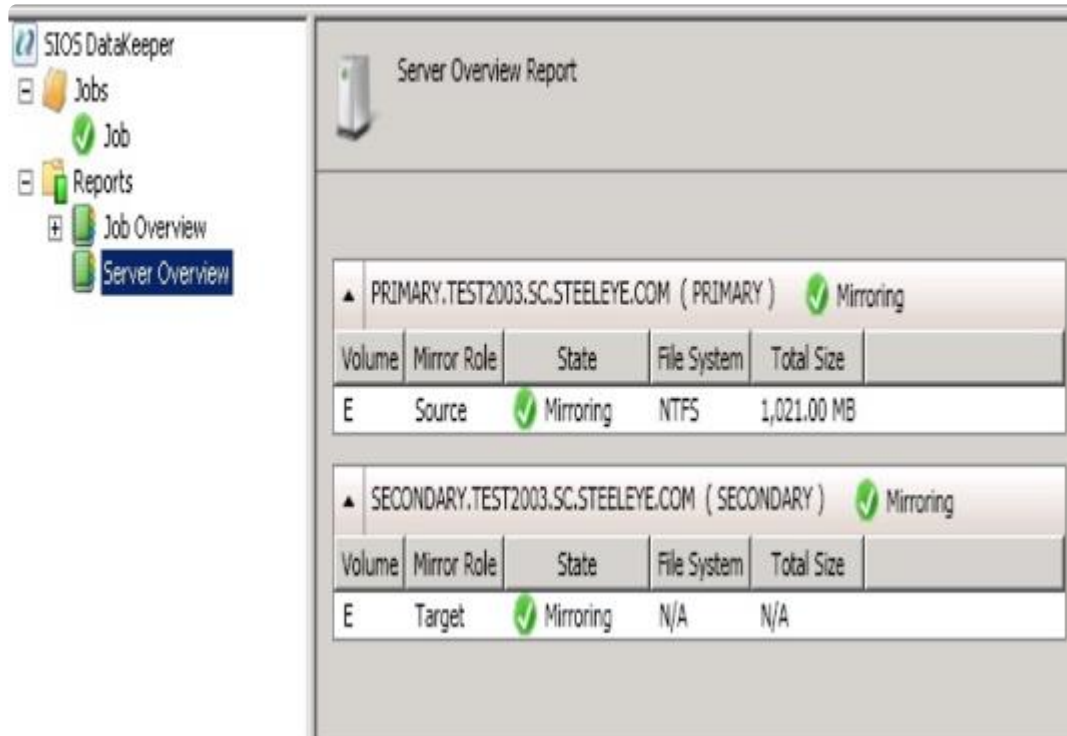 SIOS DataKeeper
Jobs
Job
Reports
Job Overview
Server Overview
Server Overview Report
PRIMARY.TEST2003.SC.STEELEYE.COM ( PRIMARY ) Mirroring
Volume Mirror Role State File System Total Size
E Source Mirroring NTFS 1,021.00 MB
SECONDARY.TEST2003.SC.STEELEYE.COM ( SECONDARY ) Mirroring
Volume Mirror Role State File System Total Size
E Target Mirroring N/A N/A